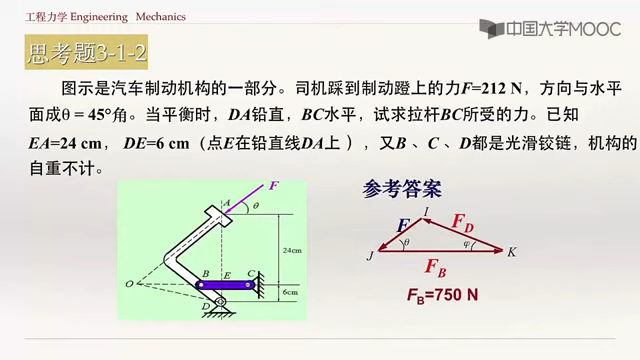 工程力学 Engineering Mechanics
中国大学MOOC
思考题3-1-2
图示是汽车制动机构的一部分。司机踩到制动蹬上的力F=212 N，方向与水平
面成θ = 45°角。当平衡时，DA铅直，BC水平，试求拉杆BC所受的力。已知
EA=24 cm， DE=6 cm（点E在铅直线DA上 ），又B 、C 、D都是光滑铰链，机构的
自重不计。
参考答案
F
A
θ
24cm
O
B E C
6cm
D
I
F F_D
J θ φ K
F_B
F_B=750 N